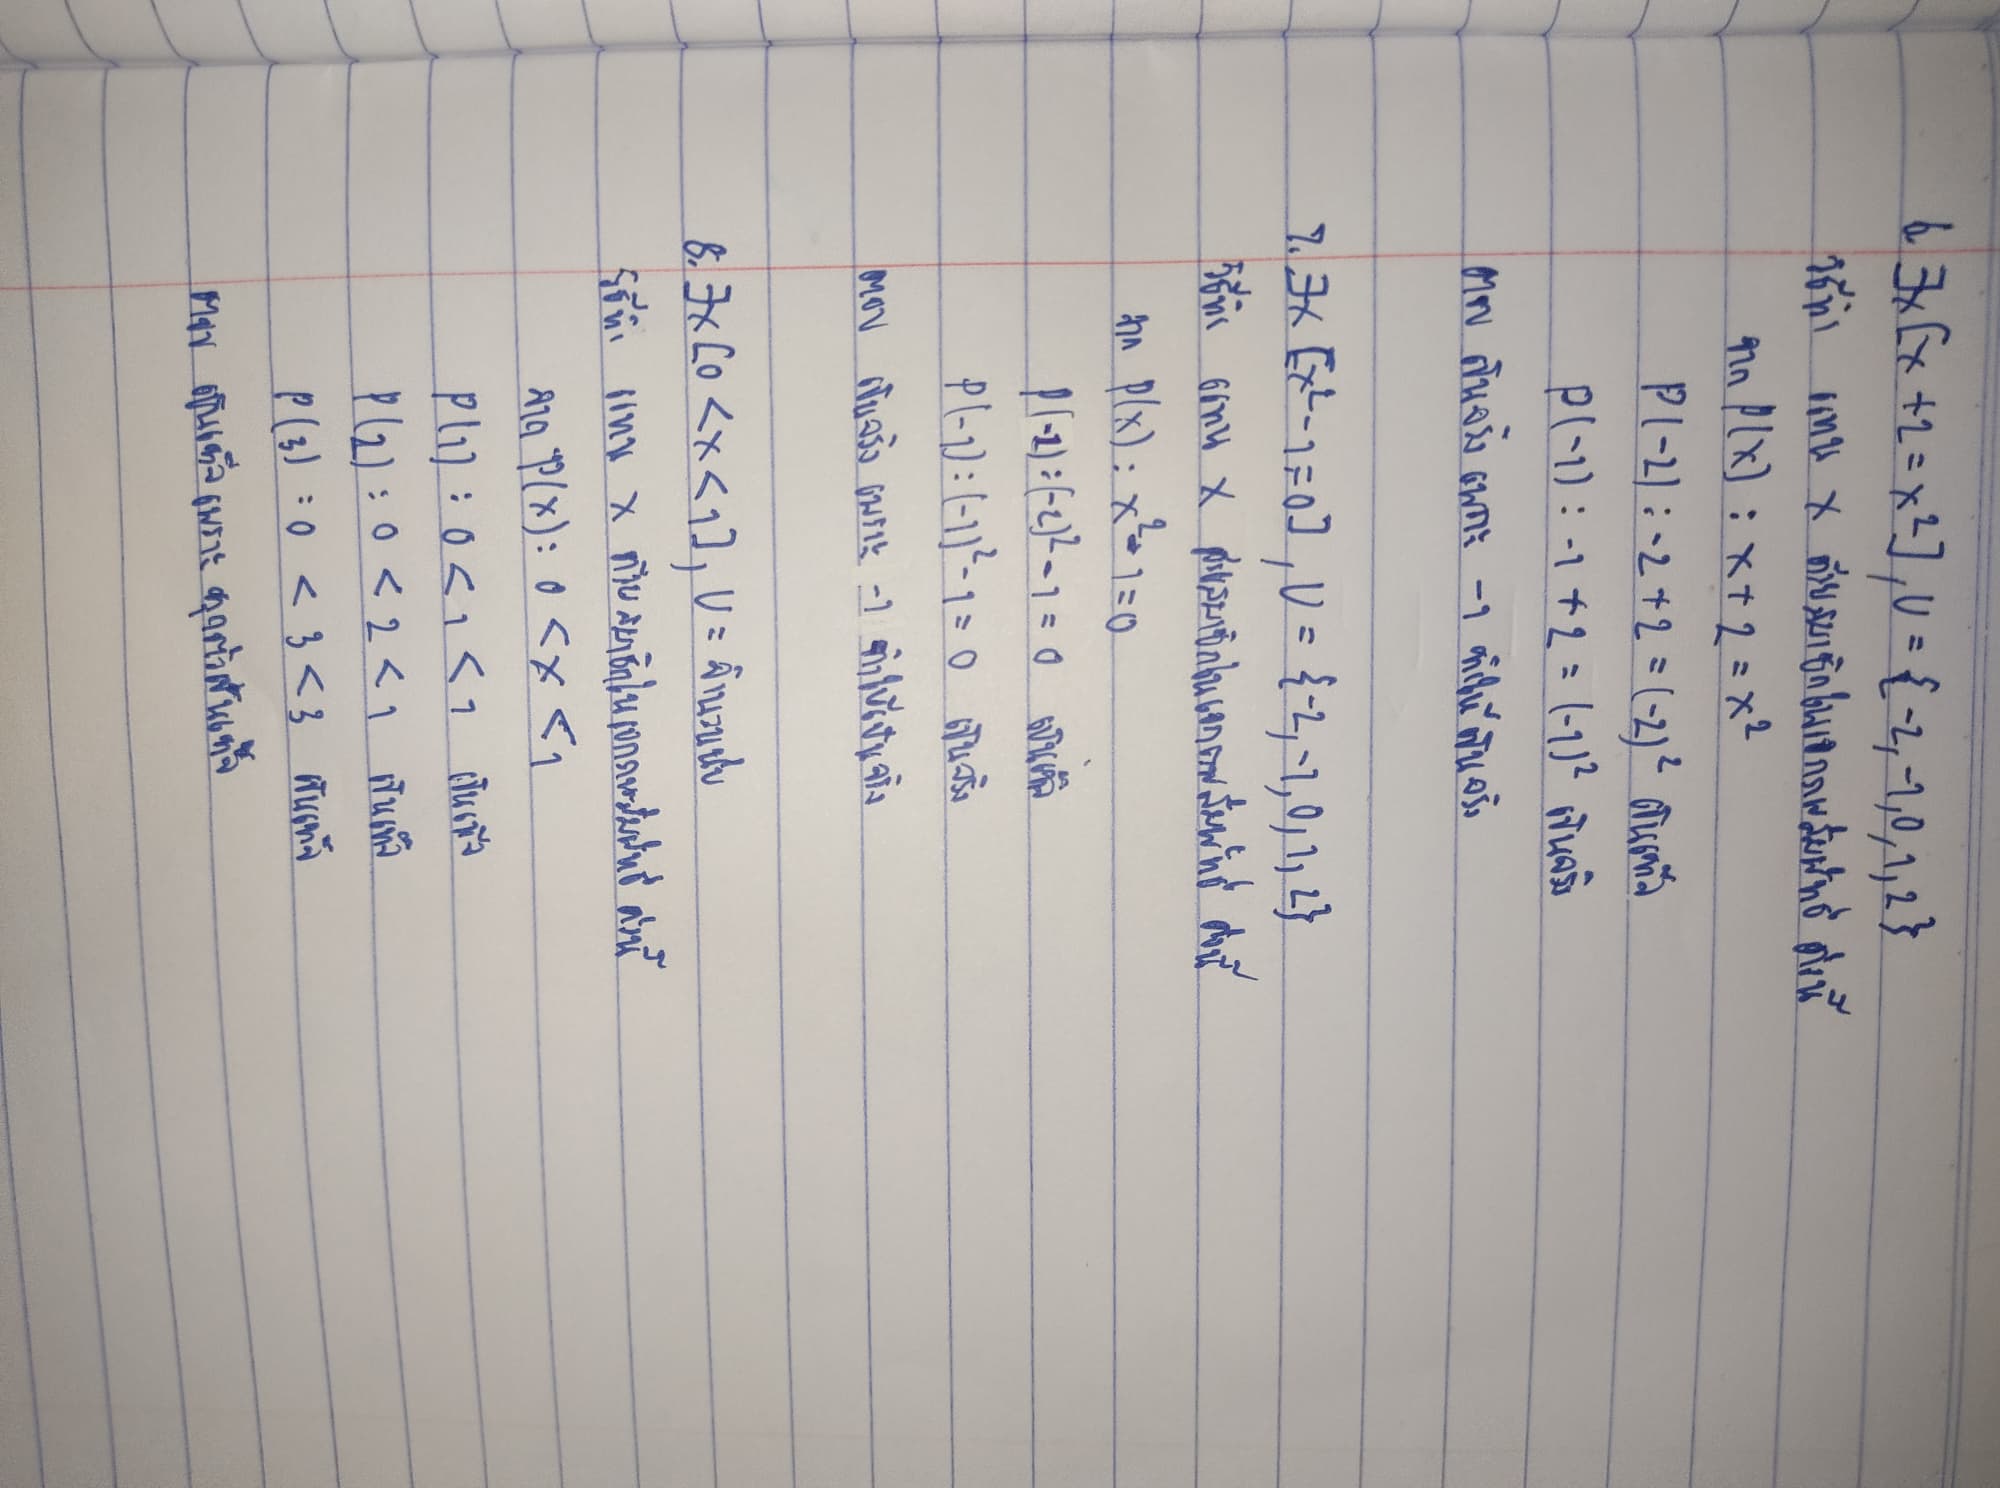 6. ∃x[x+2=x²], U = {-2,-1,0,1,2}
วิธีทำ แทน x ด้วยสมาชิกในเอกภพสัมพัทธ์ ดังนี้
จาก P(x) : x+2 = x²
P(-2) : -2+2 = (-2)² เป็นเท็จ
P(-1) : -1+2 = (-1)² เป็นจริง
ตอบ เป็นจริง เพราะ -1 ทำให้เป็นจริง
7. ∃x [x²-1=0], U = {-2,-1,0,1,2}
วิธีทำ แทน x ด้วยสมาชิกในเอกภพสัมพัทธ์ ดังนี้
จาก P(x) : x²-1=0
P(-2) : (-2)²-1 = 0 เป็นเท็จ
P(-1) : (-1)²-1 = 0 เป็นจริง
ตอบ เป็นจริง เพราะ -1 ทำให้เป็นจริง
8. ∃x[0<x<1], U = จำนวนนับ
วิธีทำ แทน x ด้วยสมาชิกในเอกภพสัมพัทธ์ ดังนี้
จาก P(x) : 0 < x < 1
P(1) : 0 < 1 < 1 เป็นเท็จ
P(2) : 0 < 2 < 1 เป็นเท็จ
P(3) : 0 < 3 < 3 เป็นเท็จ
ตอบ เป็นเท็จ เพราะ ทุกตัวเป็นเท็จ